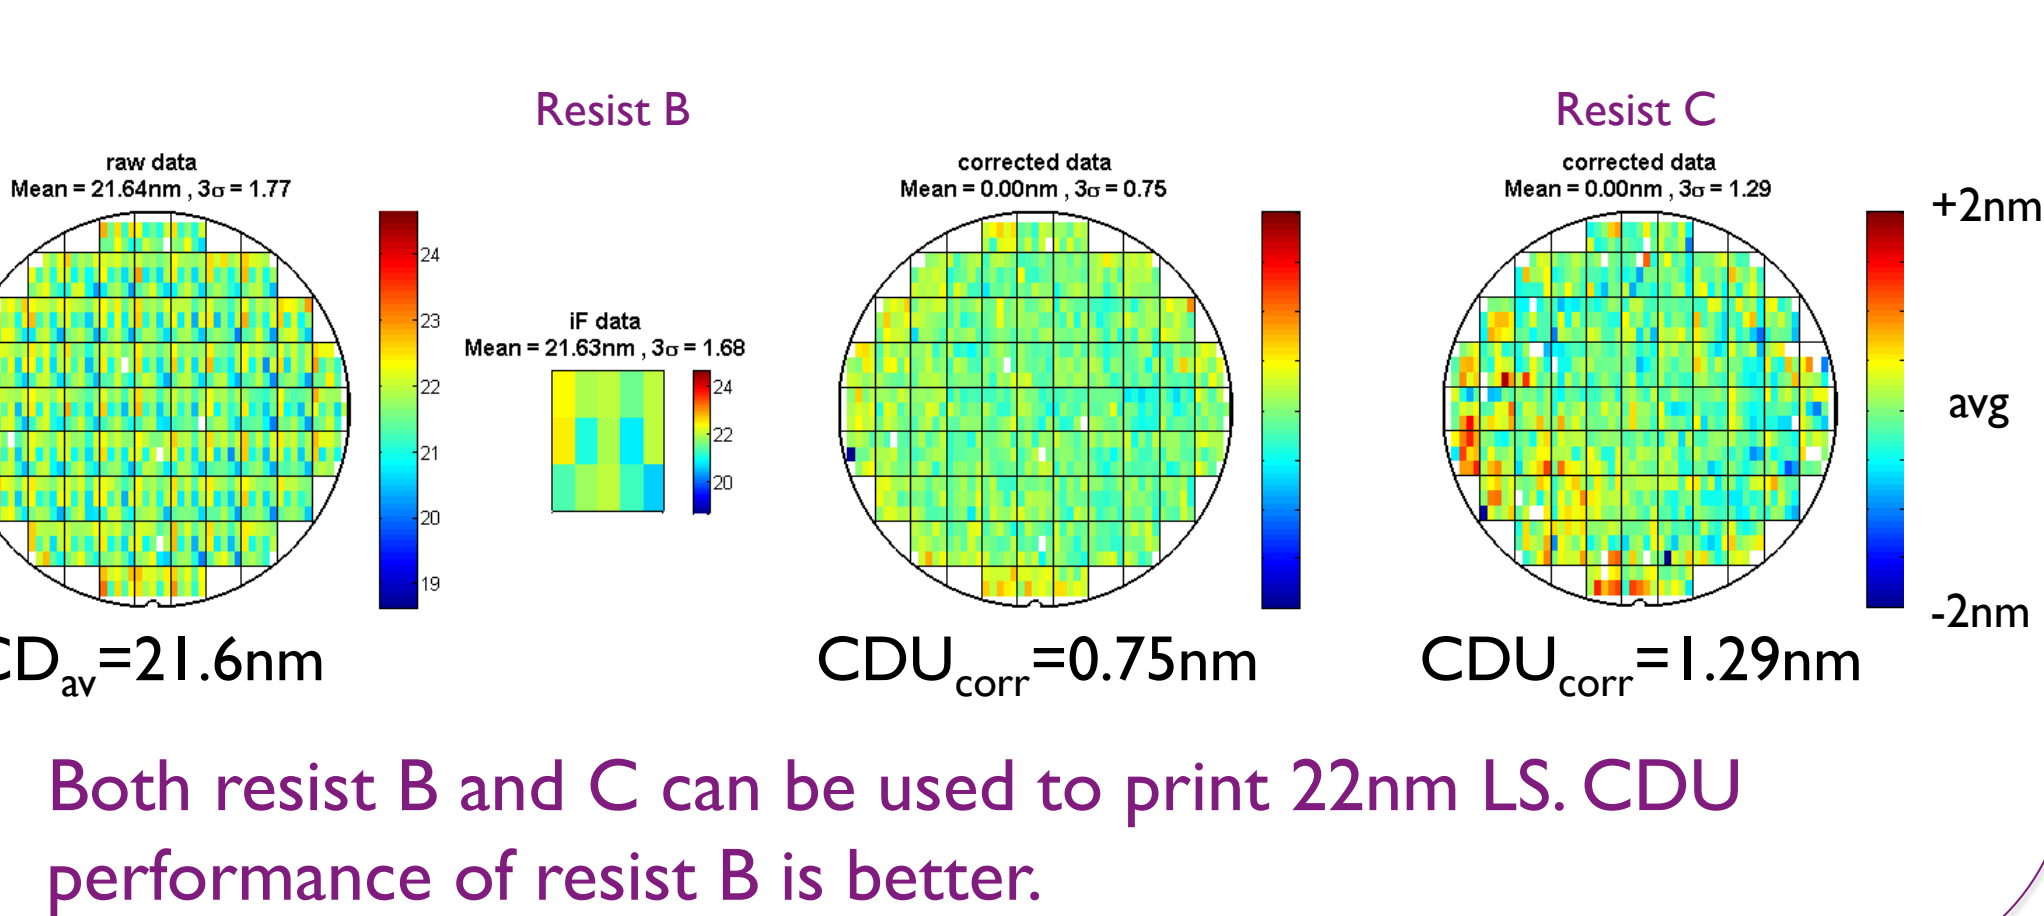 Resist B
Resist C
raw data
Mean = 21.64nm , 3σ = 1.77
24
23
22
21
20
19
iF data
Mean = 21.63nm , 3σ = 1.68
24
22
20
corrected data
Mean = 0.00nm , 3σ = 0.75
corrected data
Mean = 0.00nm , 3σ = 1.29
+2nm
avg
-2nm
CDav=21.6nm
CDUcorr=0.75nm
CDUcorr=1.29nm
Both resist B and C can be used to print 22nm LS. CDU
performance of resist B is better.